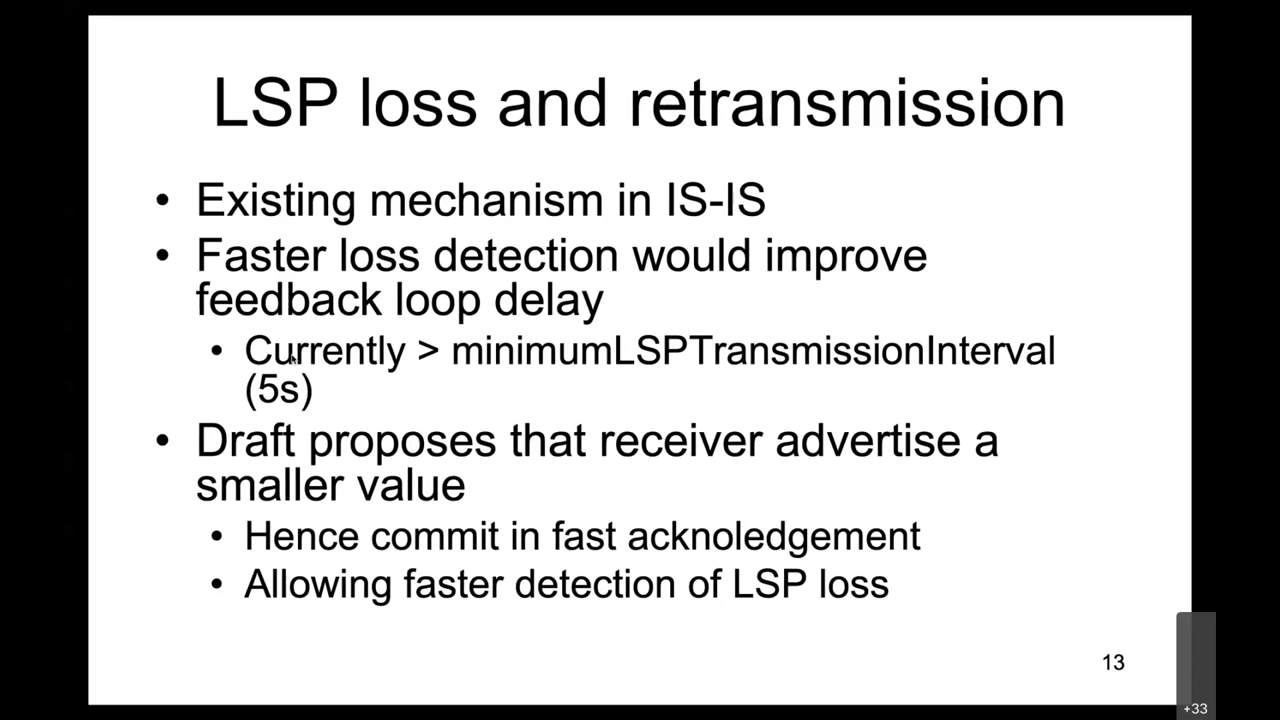 LSP loss and retransmission
• Existing mechanism in IS-IS
• Faster loss detection would improve
feedback loop delay
• Currently > minimumLSPTransmissionInterval
(5s)
• Draft proposes that receiver advertise a
smaller value
• Hence commit in fast acknoledgement
• Allowing faster detection of LSP loss
13
+33